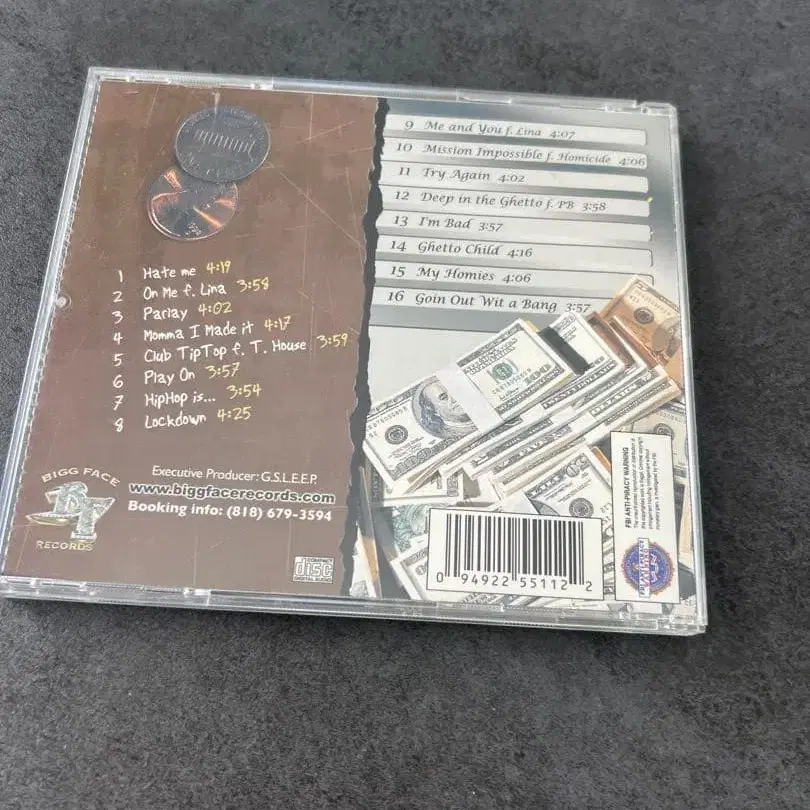 1 Hate me 4:19
2 On Me f. Lina 3:58
3 Parlay 4:02
4 Momma I Made it 4:17
5 Club TipTop f. T. House 3:59
6 Play On 3:57
7 HipHop is... 3:54
8 Lockdown 4:25
Executive Producer: G.S.L.E.E.P.
www.biggfacerecords.com
Booking info: (818) 679-3594
BIGG FACE
RECORDS
COMPACT
disc
DIGITAL AUDIO
9 Me and You f. Lina 4:07
10 Mission Impossible f. Homicide 4:06
11 Try Again 4:02
12 Deep in the Ghetto f. PB 3:58
13 I'm Bad 3:57
14 Ghetto Child 4:16
15 My Homies 4:06
16 Goin Out Wit a Bang 3:57
100
0 94922 55112 2
FBI ANTI-PIRACY WARNING